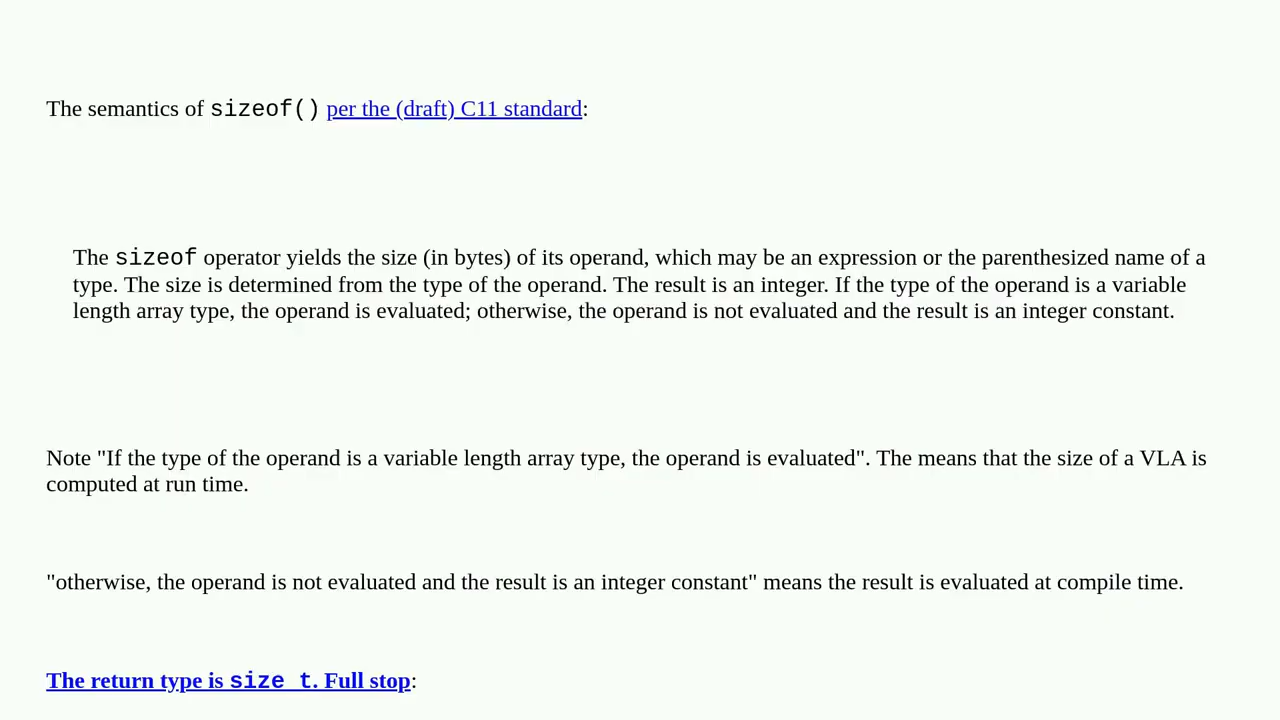 The semantics of sizeof() per the (draft) C11 standard:
The sizeof operator yields the size (in bytes) of its operand, which may be an expression or the parenthesized name of a
type. The size is determined from the type of the operand. The result is an integer. If the type of the operand is a variable
length array type, the operand is evaluated; otherwise, the operand is not evaluated and the result is an integer constant.
Note "If the type of the operand is a variable length array type, the operand is evaluated". The means that the size of a VLA is
computed at run time.
"otherwise, the operand is not evaluated and the result is an integer constant" means the result is evaluated at compile time.
The return type is size_t. Full stop: